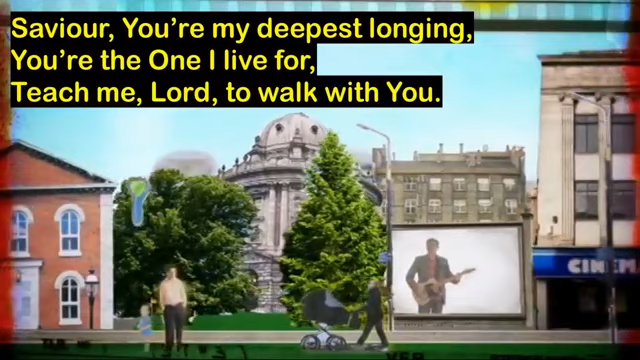 Saviour, You're my deepest longing,
You're the One I live for,
Teach me, Lord, to walk with You.